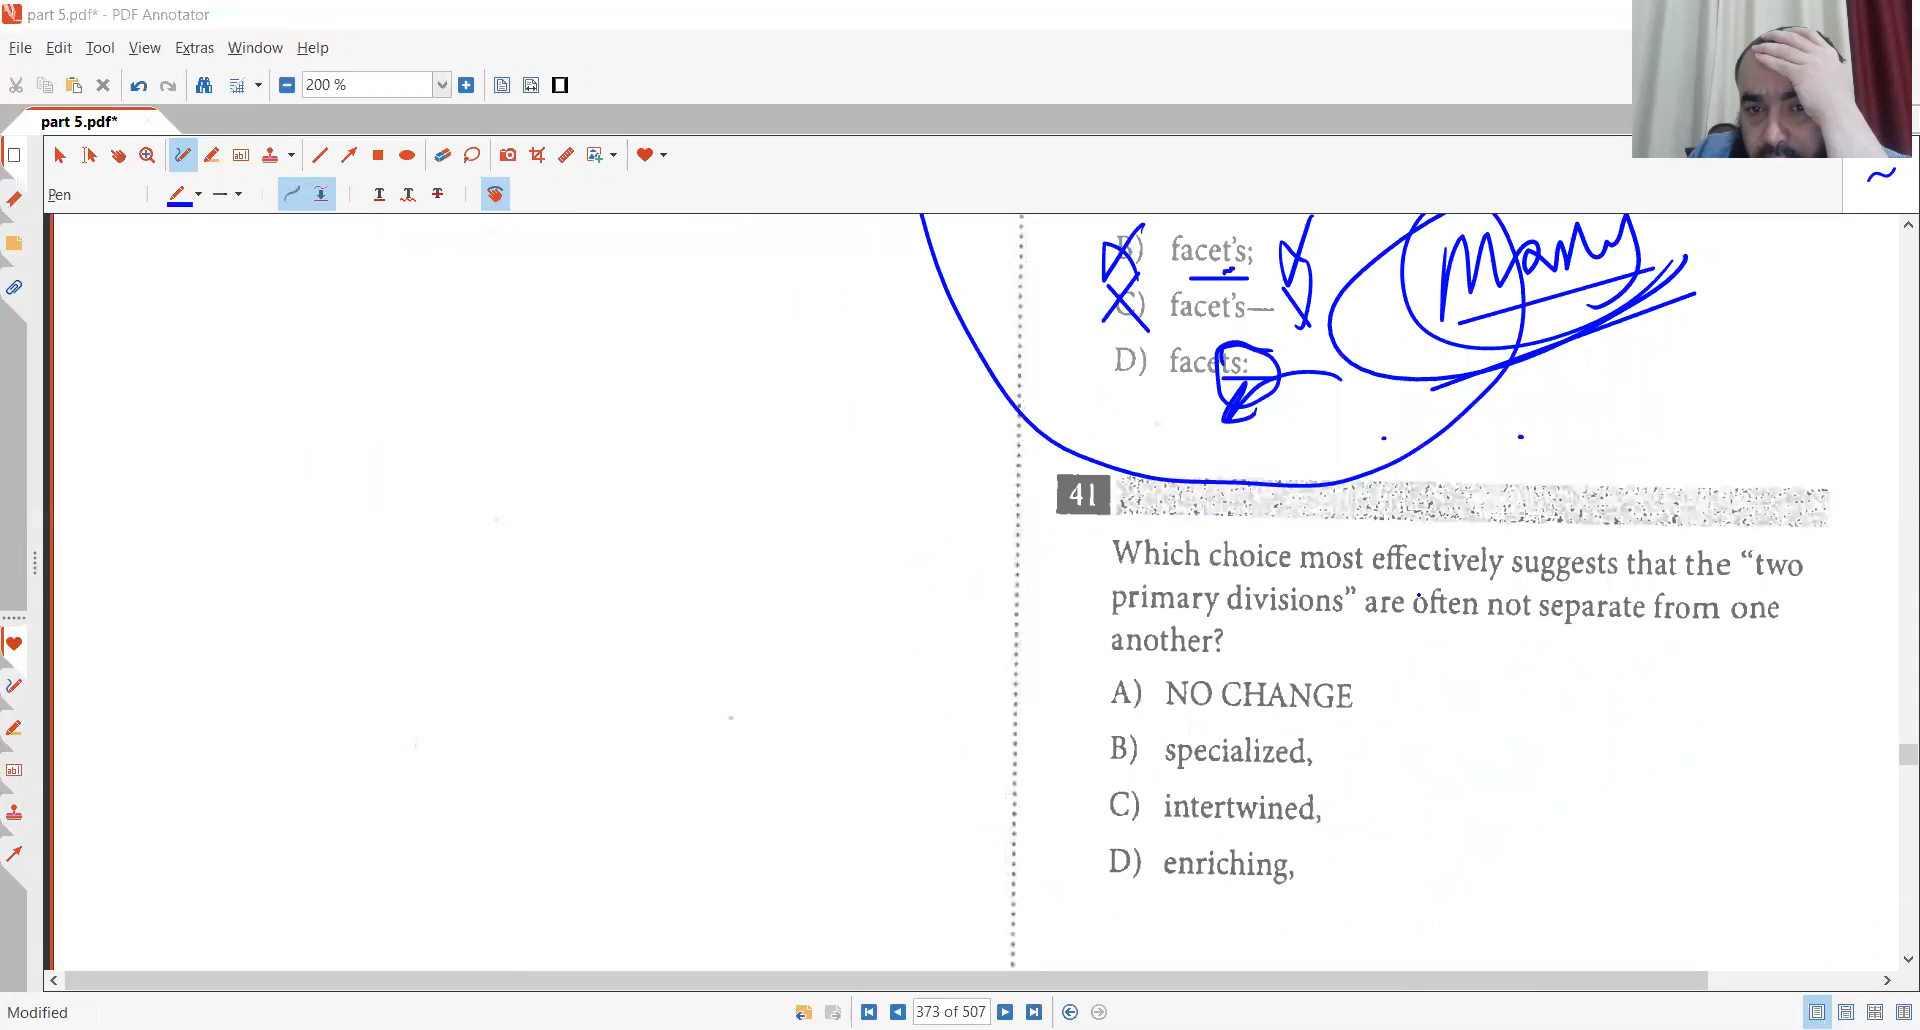 part 5.pdf* - PDF Annotator
File Edit Tool View Extras Window Help
200 %
part 5.pdf*
Pen
B) facet's;
C) facet's—
D) facets:
Many
41
Which choice most effectively suggests that the “two
primary divisions” are often not separate from one
another?
A) NO CHANGE
B) specialized,
C) intertwined,
D) enriching,
Modified
373 of 507